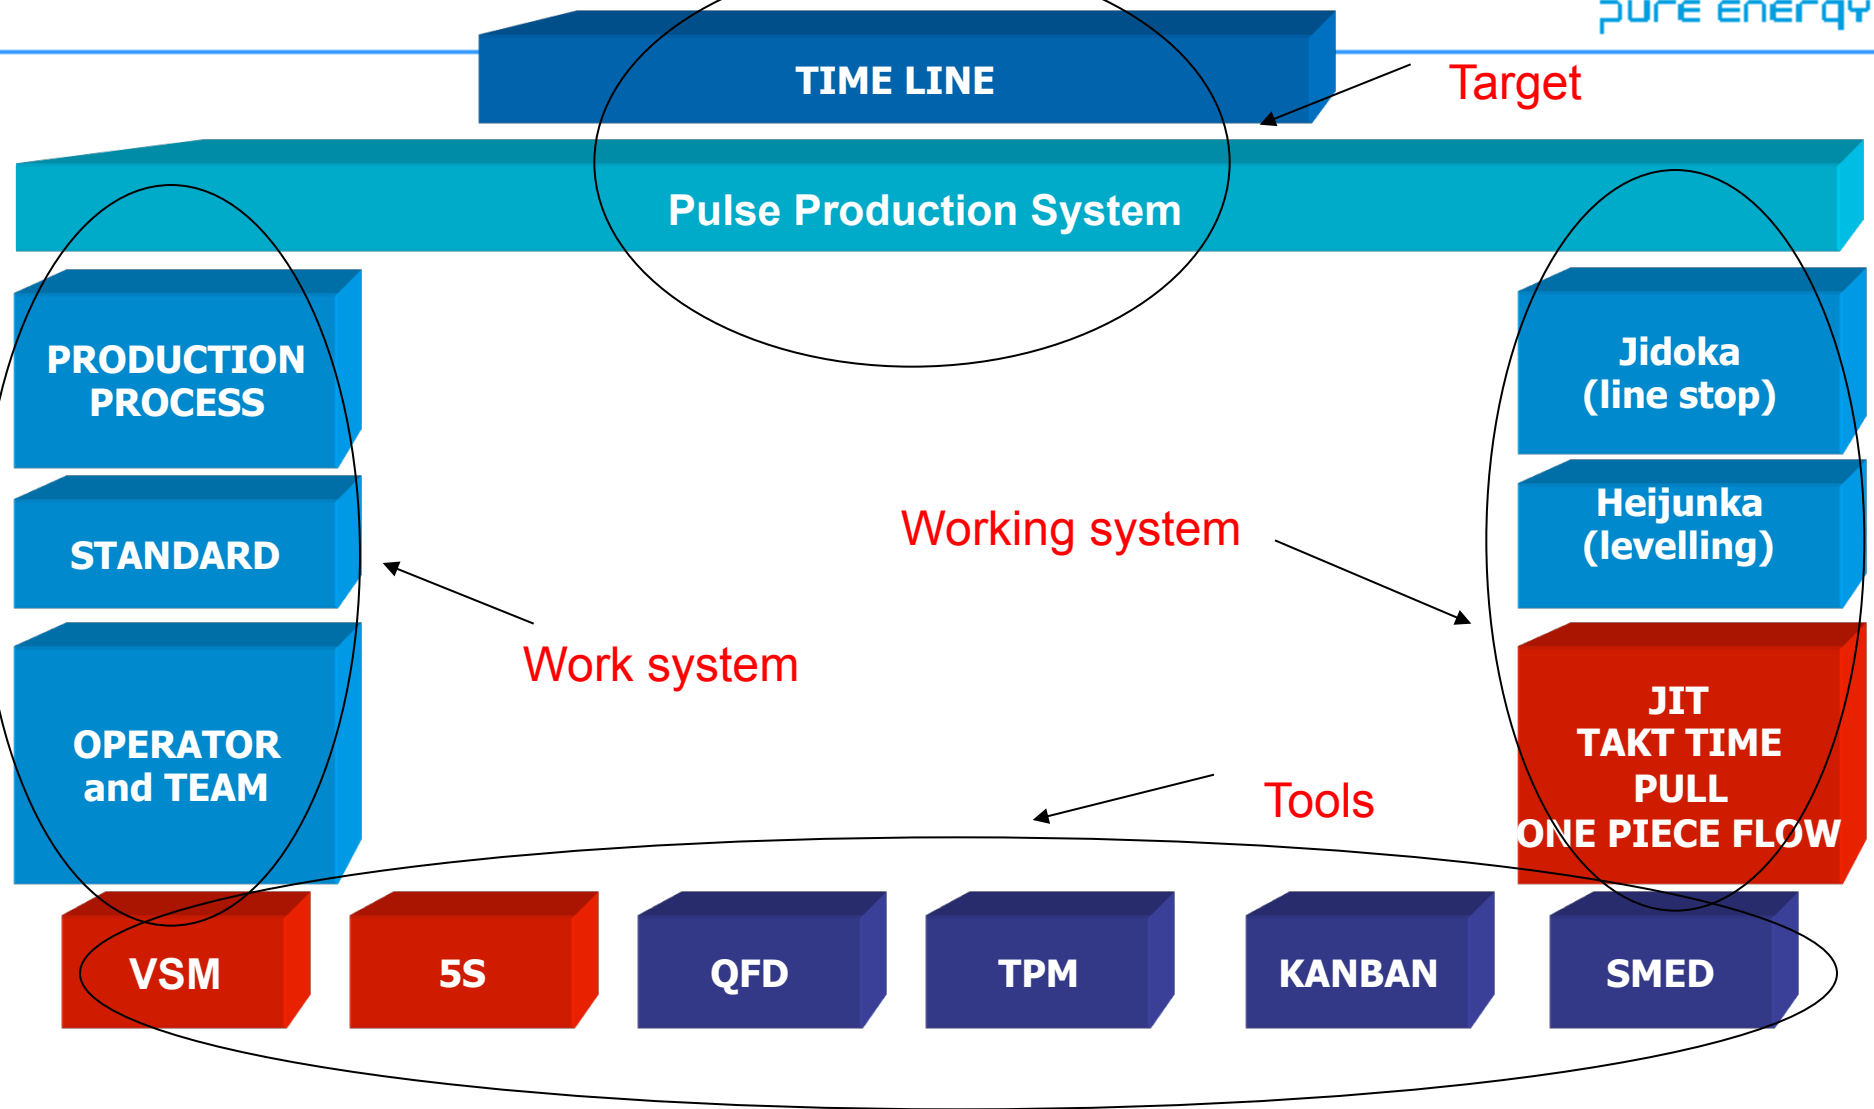 pure energy
TIME LINE
Target
Pulse Production System
PRODUCTION
PROCESS
STANDARD
OPERATOR
and TEAM
Work system
Working system
Jidoka
(line stop)
Heijunka
(levelling)
JIT
TAKT TIME
PULL
ONE PIECE FLOW
Tools
VSM
5S
QFD
TPM
KANBAN
SMED